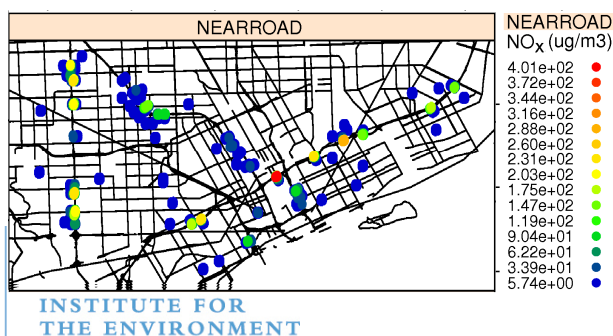 NEARROAD
NEARROAD
NOx (ug/m3)
4.01e+02
3.72e+02
3.44e+02
3.16e+02
2.88e+02
2.60e+02
2.31e+02
2.03e+02
1.75e+02
1.47e+02
1.19e+02
9.04e+01
6.22e+01
3.39e+01
5.74e+00
INSTITUTE FOR
THE ENVIRONMENT